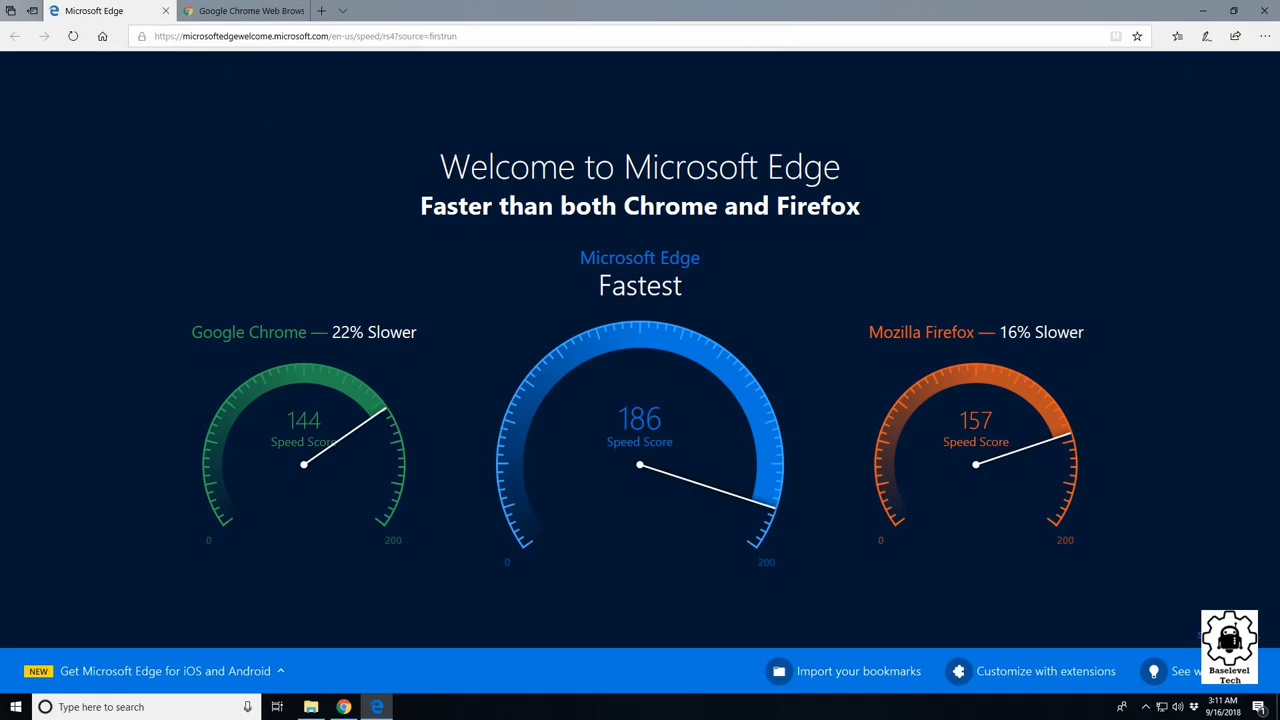 Microsoft Edge
Google Chrome Web Brows
https://microsoftedgewelcome.microsoft.com/en-us/speed/rs4?source=firstrun
Welcome to Microsoft Edge
Faster than both Chrome and Firefox
Microsoft Edge
Fastest
Google Chrome — 22% Slower
Mozilla Firefox — 16% Slower
144
Speed Score
186
Speed Score
157
Speed Score
0
200
0
200
0
200
NEW
Get Microsoft Edge for iOS and Android
Import your bookmarks
Customize with extensions
See w
Baselevel
Tech
Type here to search
3:11 AM
9/16/2018
1